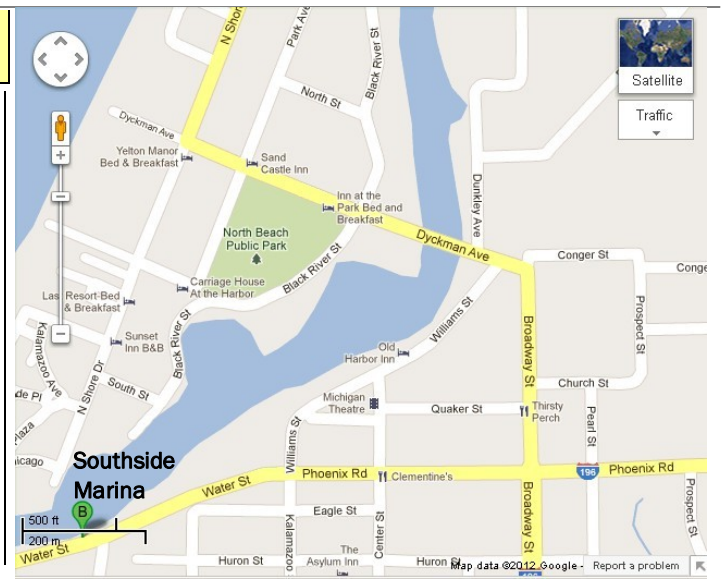 N Shor
Park Ave
Black River St
North St
Satellite
Traffic
Dyckman Ave
Yelton Manor
Bed & Breakfast
Sand
Castle Inn
Dunkley Ave
Inn at the
Park Bed and
Breakfast
North Beach
Public Park
Dyckman Ave
Black River St
Conger St
Conge
Carriage House
At the Harbor
Las Resort-Bed
& Breakfast
Sunset
Inn B&B
Kalamazoo Ave
N Shore Dr
Black River St
Williams St
Old
Harbor Inn
Broadway St
Prospect St
South St
de Pl
Plaza
icago
Church St
Michigan
Theatre
Quaker St
Thirsty
Perch
Pearl St
Williams St
Southside
Marina
Water St
Phoenix Rd
Clementine's
196
Phoenix Rd
B
500 ft
200 m
Water St
Eagle St
Kalamazoo
Center St
Broadway St
Prospect St
Huron St
The
Asylum Inn
Huron St
Map data ©2012 Google -
Report a problem